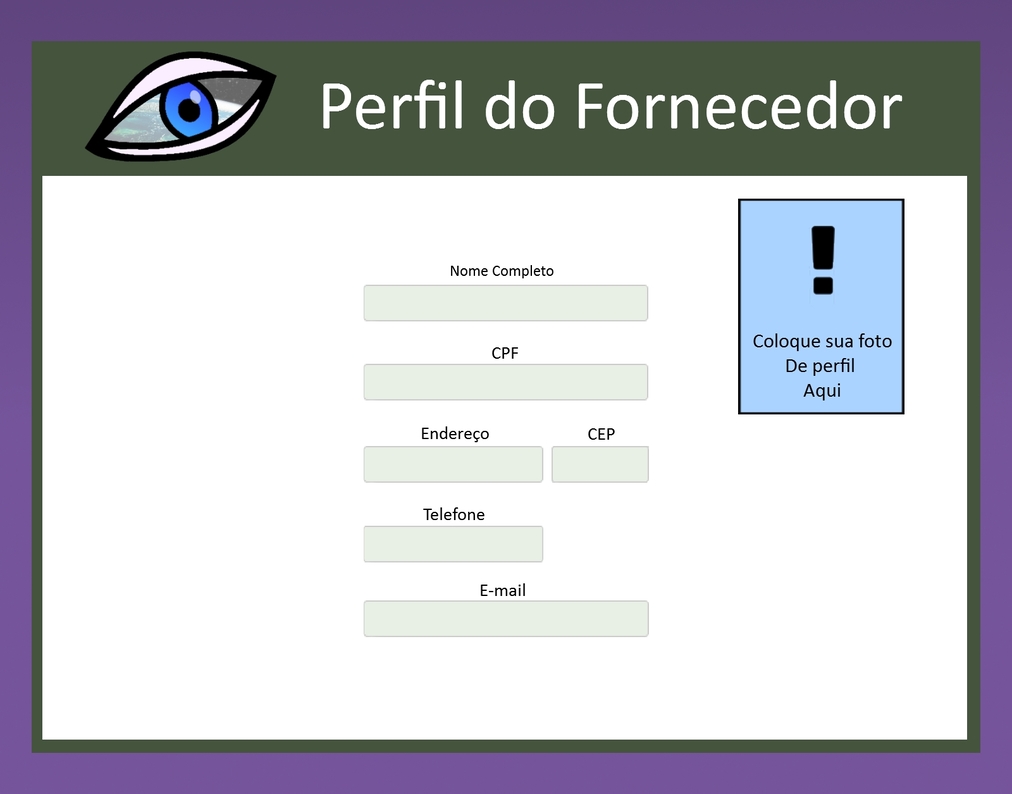 Perfil do Fornecedor
Nome Completo
CPF
Endereço CEP
Telefone
E-mail
!
Coloque sua foto
De perfil
Aqui